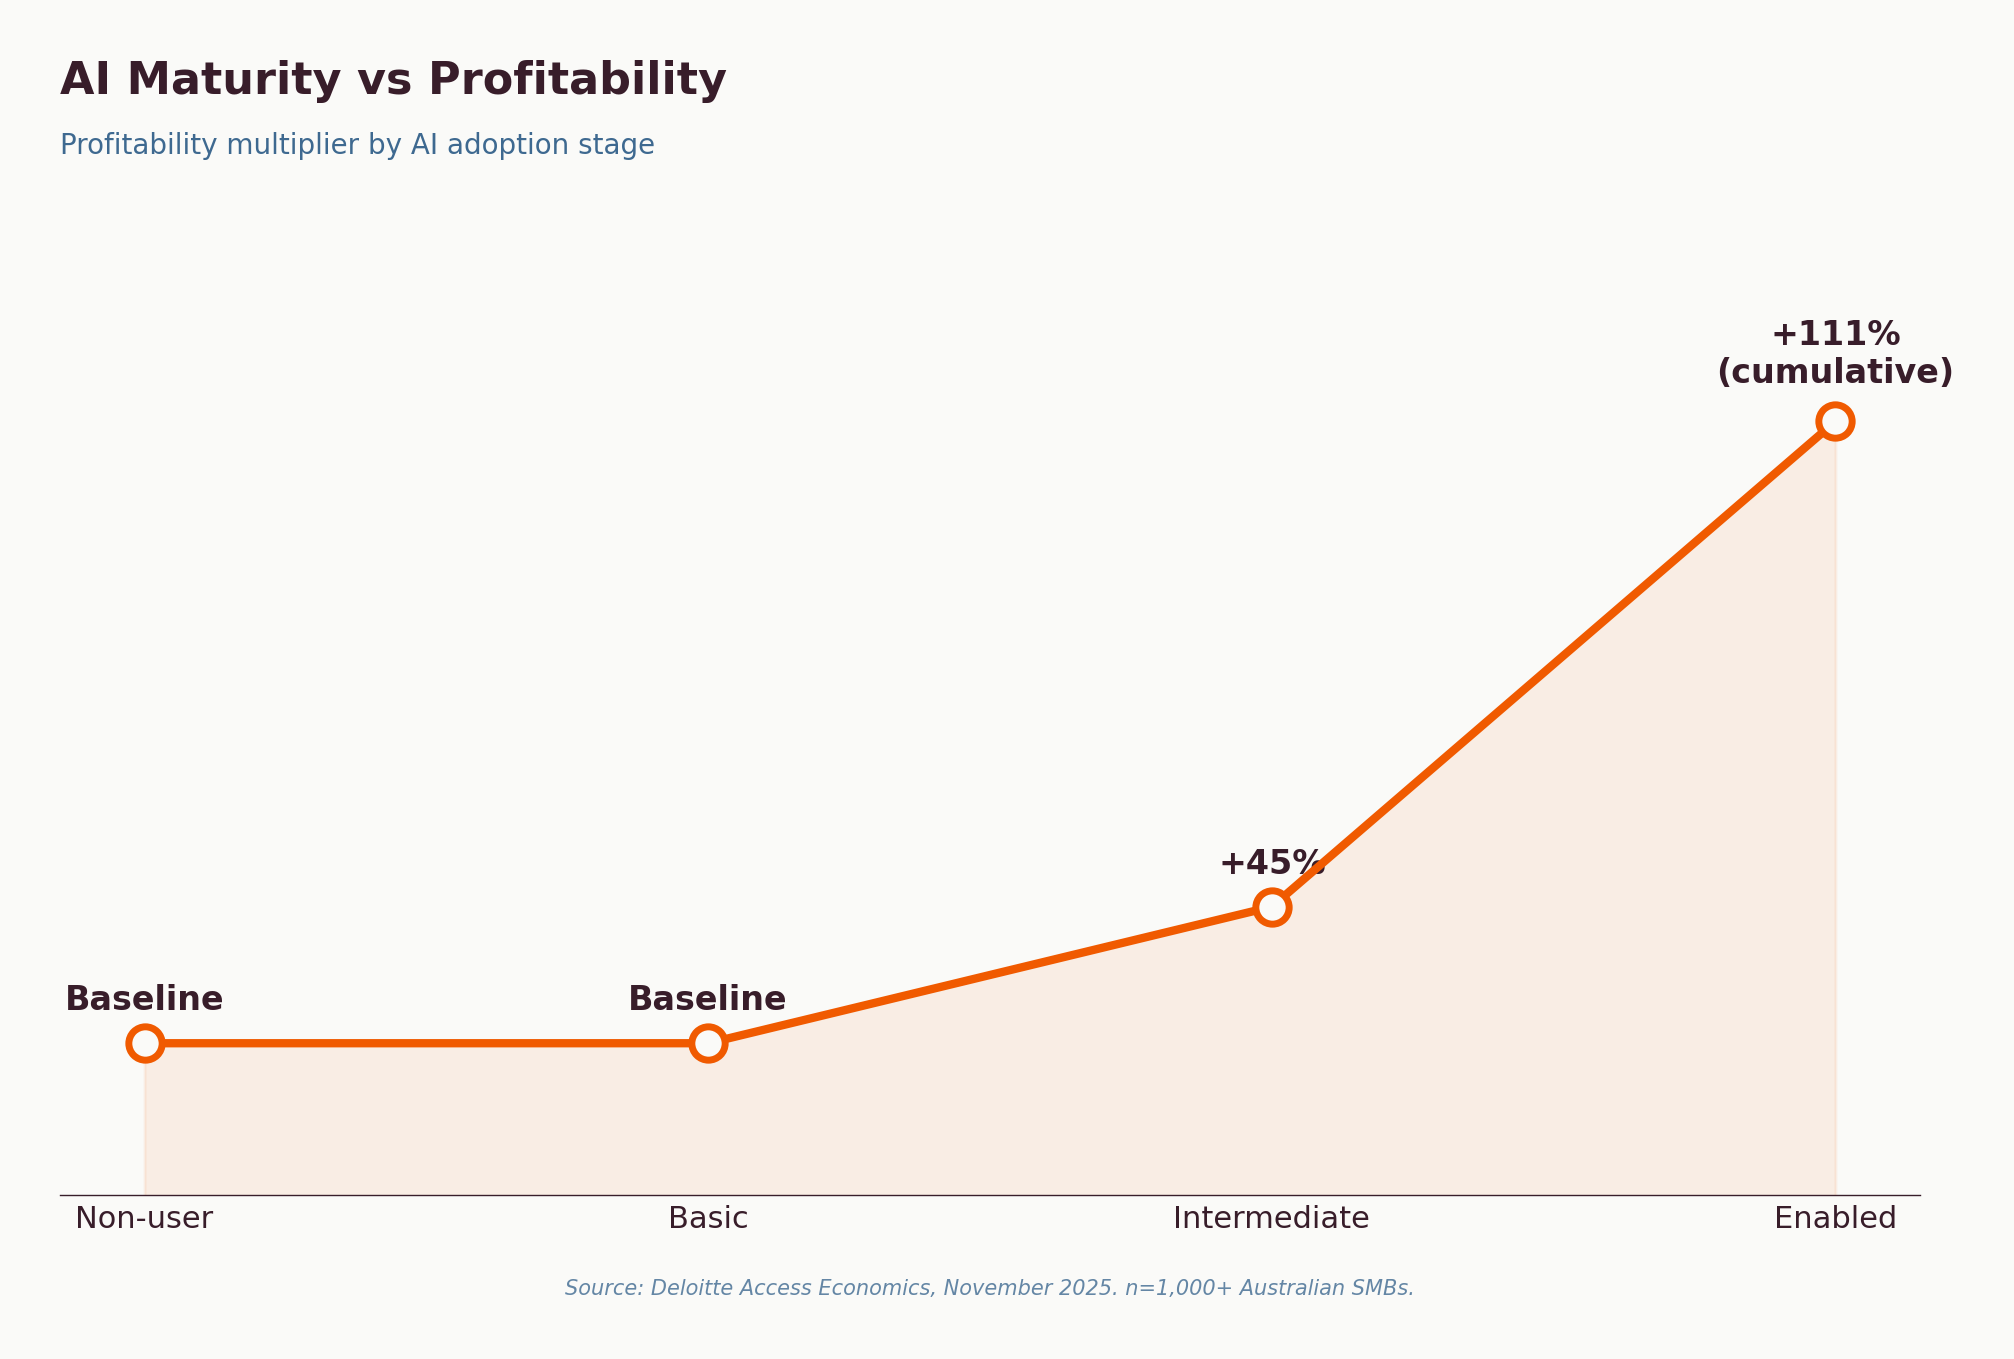 AI Maturity vs Profitability
Profitability multiplier by AI adoption stage
+111%
(cumulative)
+45%
Baseline
Baseline
Non-user
Basic
Intermediate
Enabled
Source: Deloitte Access Economics, November 2025. n=1,000+ Australian SMBs.